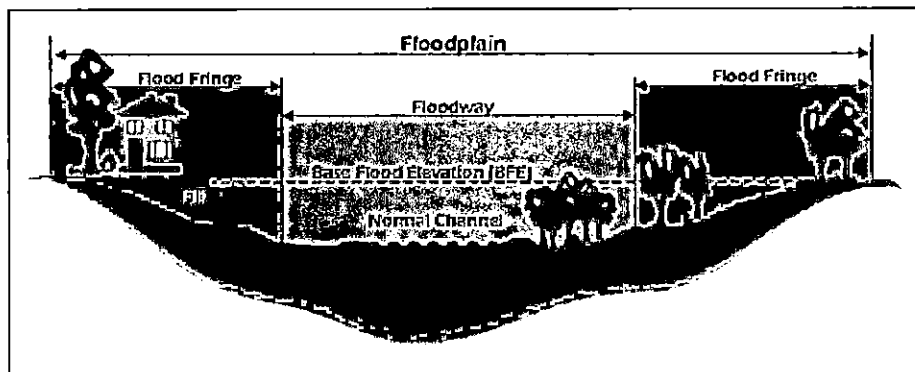 Floodplain
Flood Fringe
Flood Fringe
Floodway
Base Flood Elevation [BFE]
Fill
Normal Channel